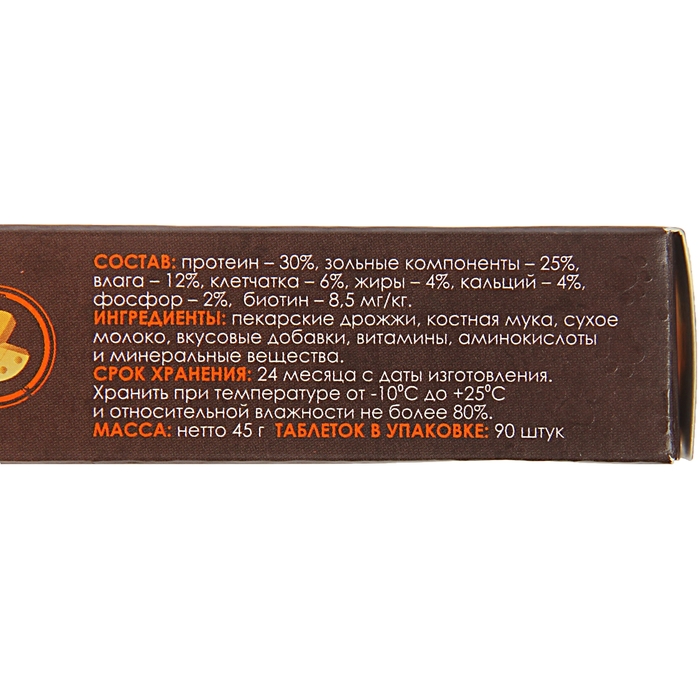 СОСТАВ: протеин – 30%, зольные компоненты – 25%,
влага – 12%, клетчатка – 6%, жиры – 4%, кальций – 4%,
фосфор – 2%, биотин – 8,5 мг/кг.
ИНГРЕДИЕНТЫ: пекарские дрожжи, костная мука, сухое
молоко, вкусовые добавки, витамины, аминокислоты
и минеральные вещества.
СРОК ХРАНЕНИЯ: 24 месяца с даты изготовления.
Хранить при температуре от -10⁰С до +25⁰С
и относительной влажности не более 80%.
МАССА: нетто 45 г ТАБЛЕТОК В УПАКОВКЕ: 90 штук